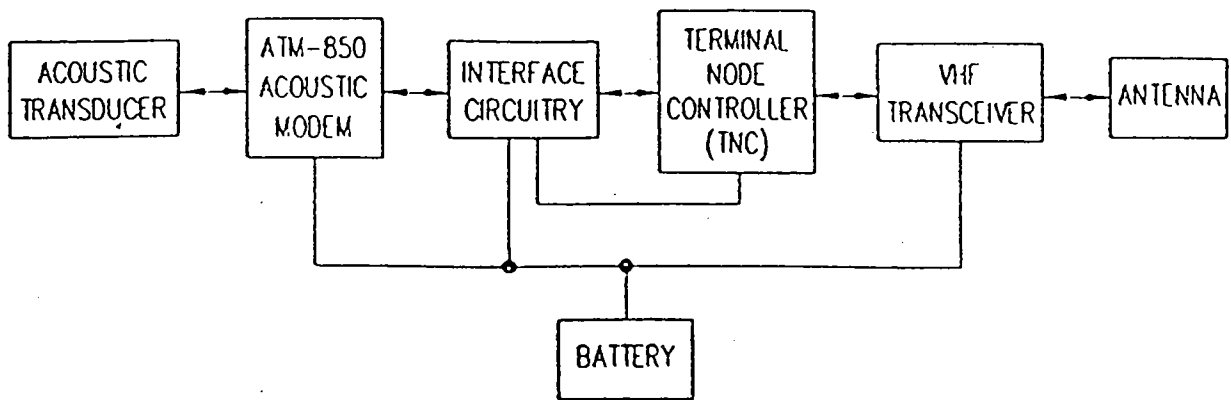 ACOUSTIC
TRANSDUCER
ATM-850
ACOUSTIC
MODEM
INTERFACE
CIRCUITRY
TERMINAL
NODE
CONTROLLER
(TNC)
VHF
TRANSCEIVER
ANTENNA
BATTERY